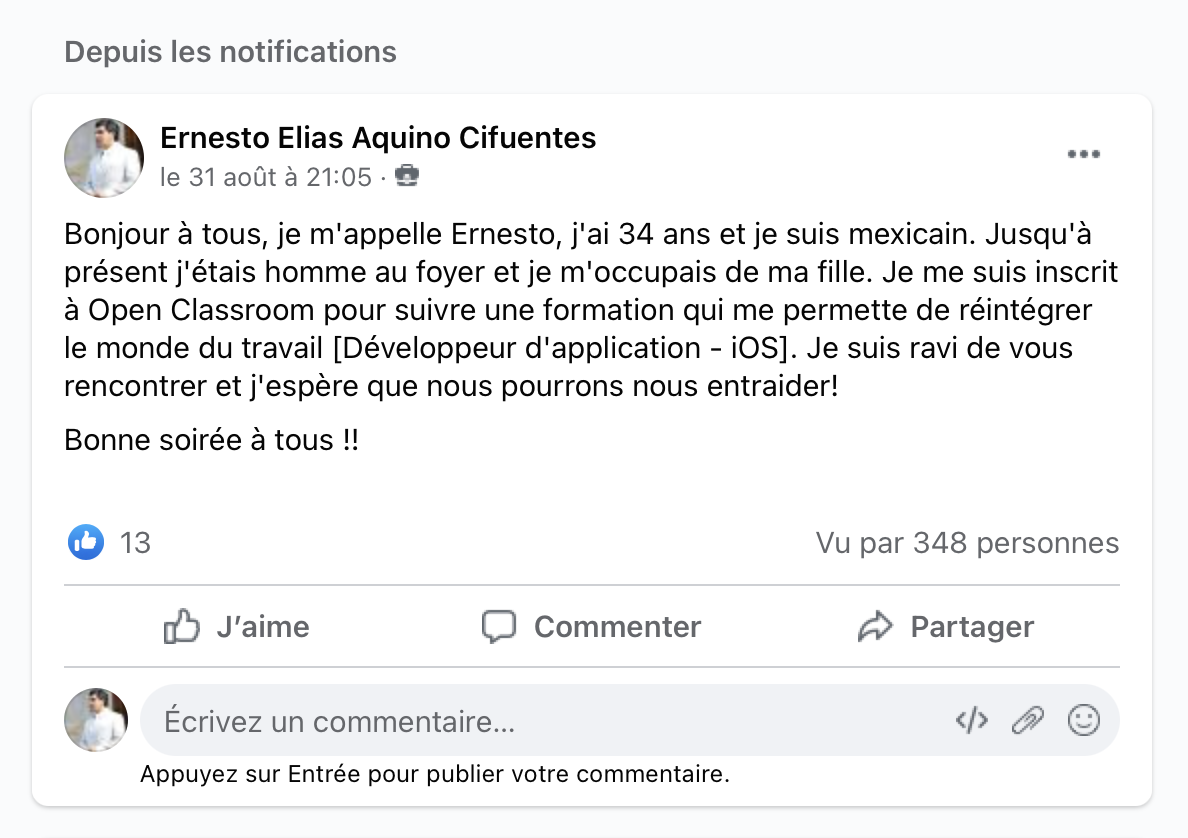 Depuis les notifications
Ernesto Elias Aquino Cifuentes
le 31 août à 21:05 ·
Bonjour à tous, je m'appelle Ernesto, j'ai 34 ans et je suis mexicain. Jusqu'à
présent j'étais homme au foyer et je m'occupais de ma fille. Je me suis inscrit
à Open Classroom pour suivre une formation qui me permette de réintégrer
le monde du travail [Développeur d'application - iOS]. Je suis ravi de vous
rencontrer et j'espère que nous pourrons nous entraider!
Bonne soirée à tous !!
13 Vu par 348 personnes
J’aime Commenter Partager
Écrivez un commentaire...
Appuyez sur Entrée pour publier votre commentaire.